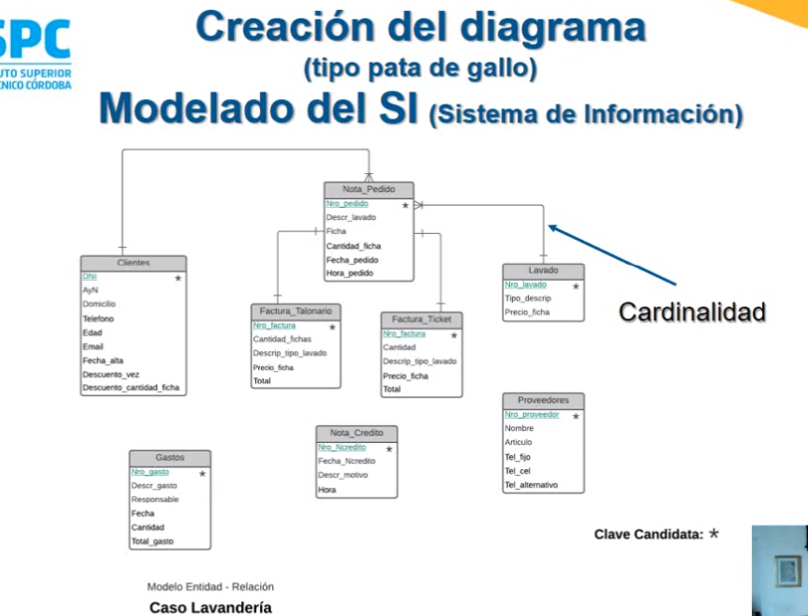 SPC
UTO SUPERIOR
CNICO CÓRDOBA
Creación del diagrama
(tipo pata de gallo)
Modelado del SI (Sistema de Información)
Nota_Pedido
Nro_pedido *
Descr_lavado
Ficha
Cantidad_ficha
Fecha_pedido
Hora_pedido
Clientes
DNI *
AyN
Domicilio
Telefono
Edad
Email
Fecha_alta
Descuento_vez
Descuento_cantidad_ficha
Lavado
Nro_lavado *
Tipo_descrip
Precio_ficha
Cardinalidad
Factura_Talonario
Nro_factura *
Cantidad_fichas
Descrip_tipo_lavado
Precio_ficha
Total
Factura_Ticket
Nro_factura *
Cantidad
Descrip_tipo_lavado
Precio_ficha
Total
Proveedores
Nro_proveedor *
Nombre
Articulo
Tel_fijo
Tel_cel
Tel_alternativo
Nota_Credito
Nro_Ncredito *
Fecha_Ncredito
Descr_motivo
Hora
Gastos
Nro_gasto *
Descr_gasto
Responsable
Fecha
Cantidad
Total_gasto
Clave Candidata: *
Modelo Entidad - Relación
Caso Lavandería